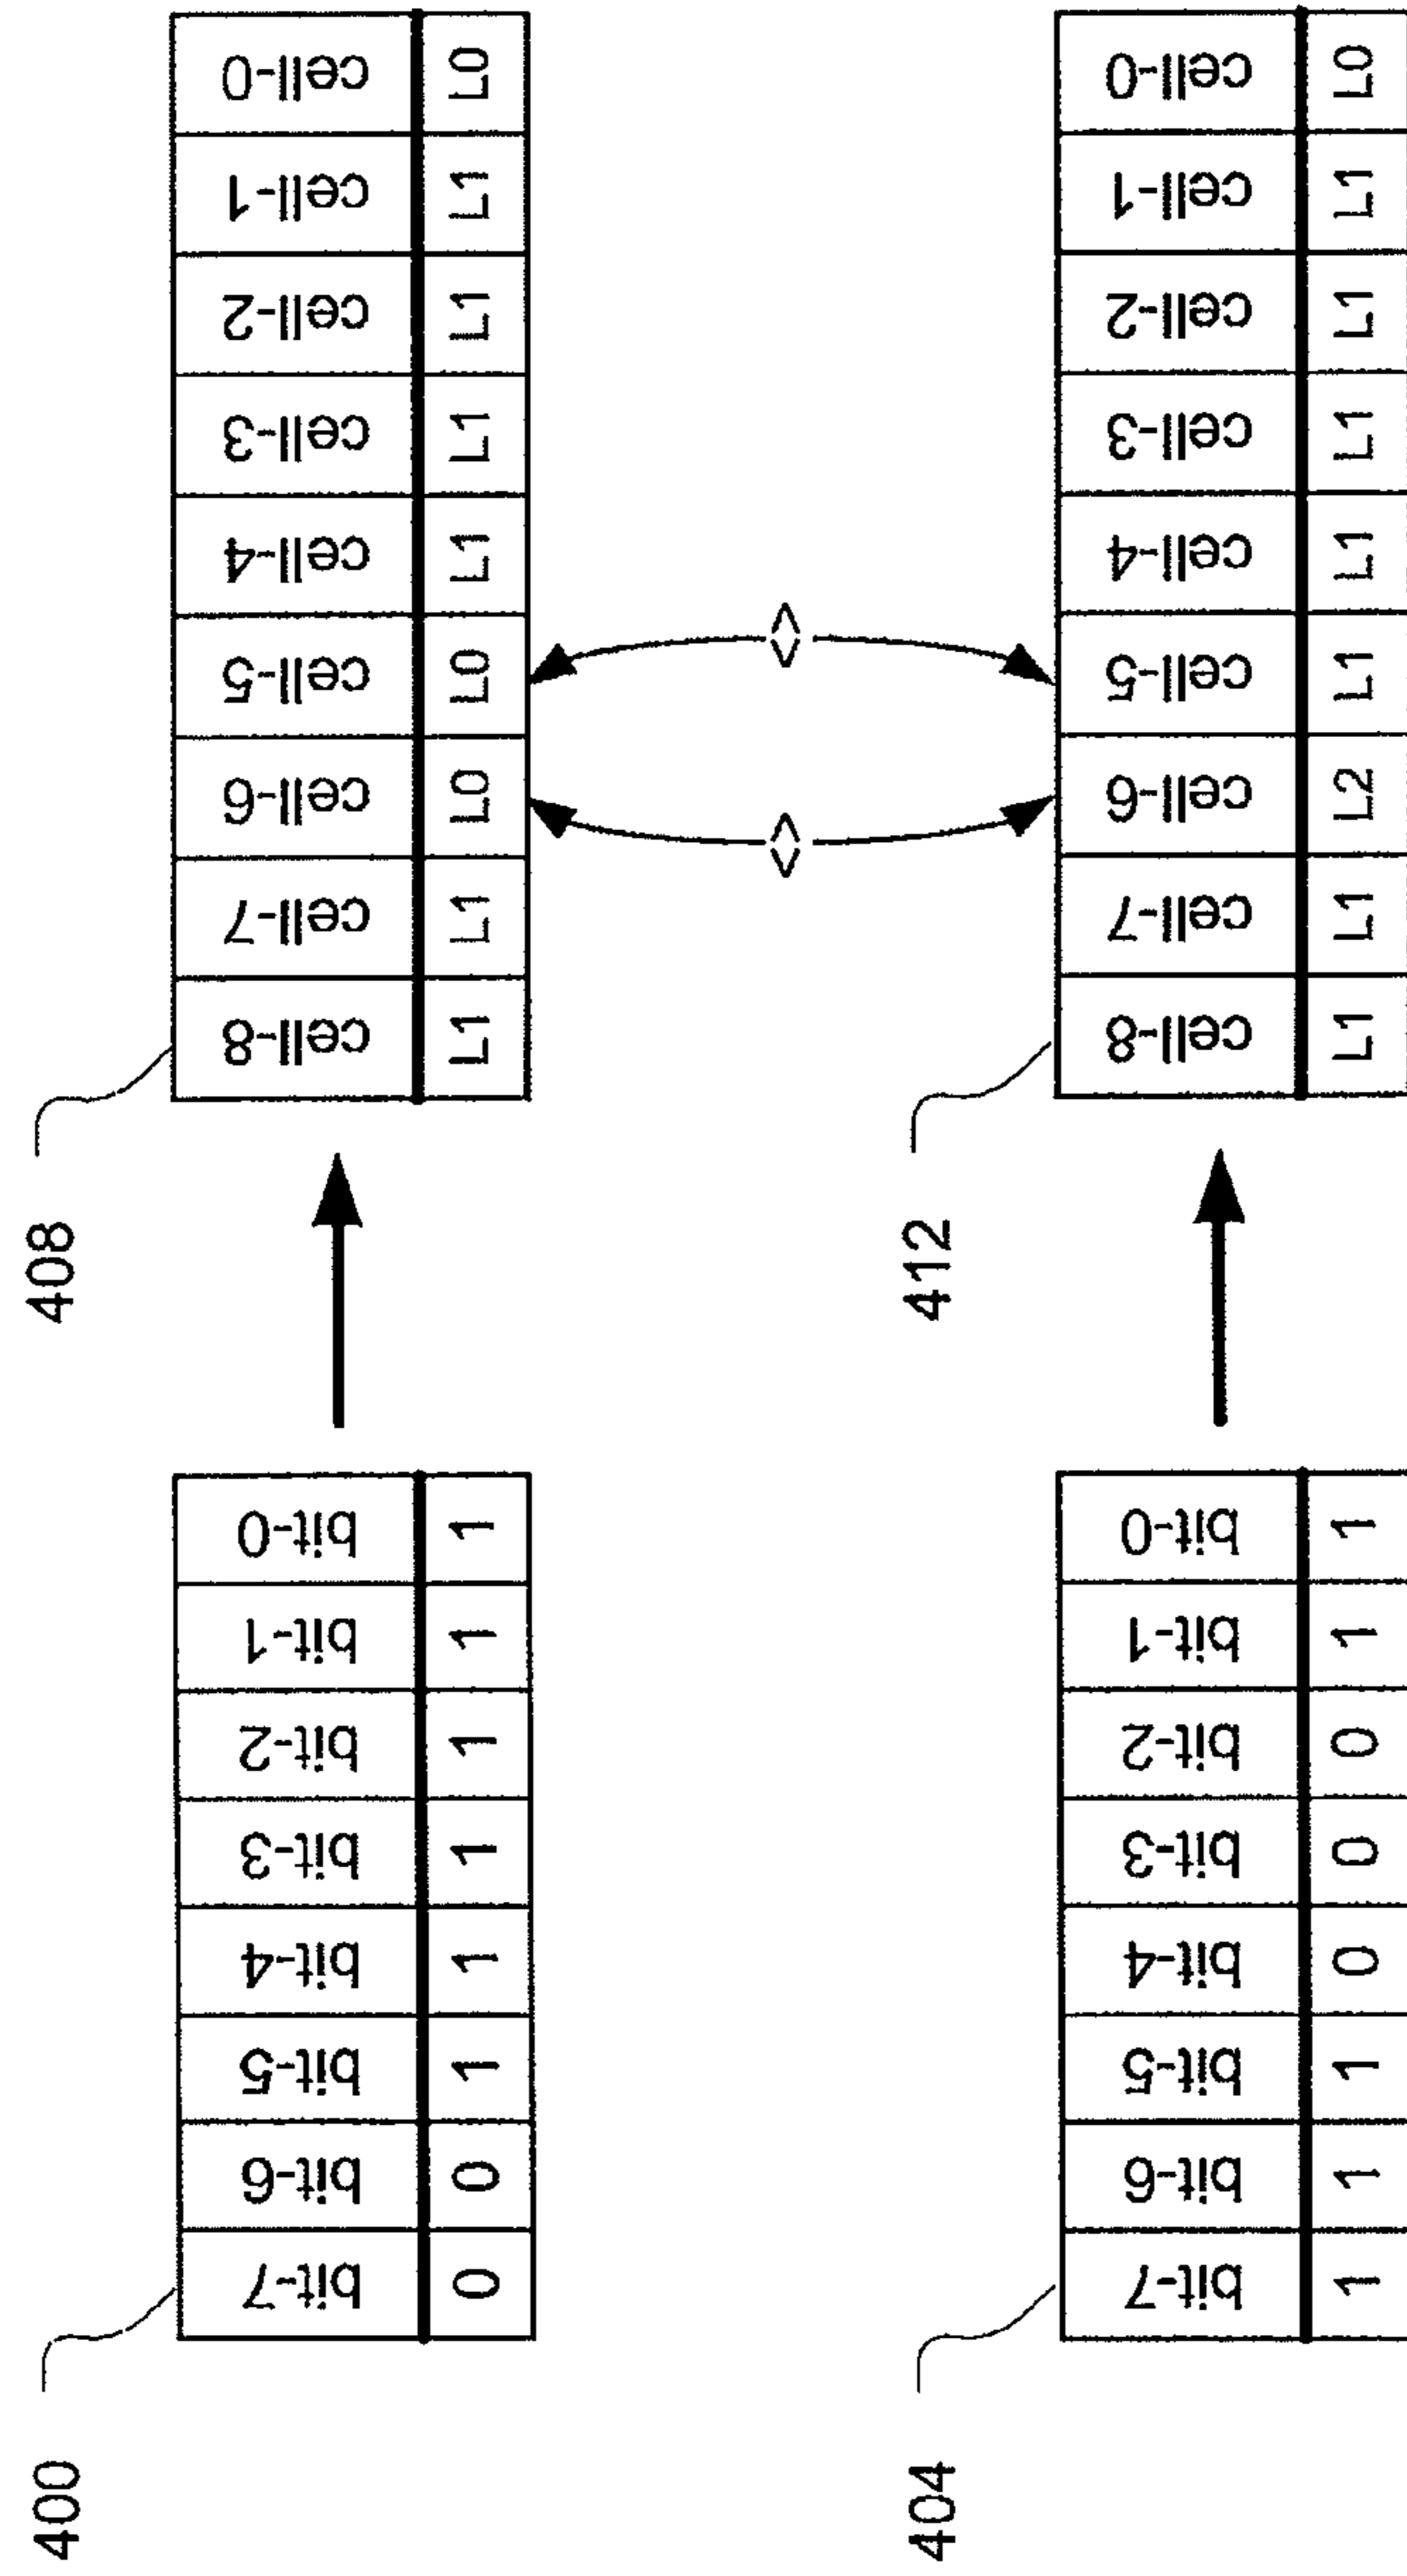 400 408
bit-7 bit-6 bit-5 bit-4 bit-3 bit-2 bit-1 bit-0 cell-8 cell-7 cell-6 cell-5 cell-4 cell-3 cell-2 cell-1 cell-0
0 0 1 1 1 1 1 1 L1 L1 L0 L0 L1 L1 L1 L1 L0
<> <>
404 412
bit-7 bit-6 bit-5 bit-4 bit-3 bit-2 bit-1 bit-0 cell-8 cell-7 cell-6 cell-5 cell-4 cell-3 cell-2 cell-1 cell-0
1 1 1 0 0 0 1 1 L1 L1 L2 L1 L1 L1 L1 L1 L0